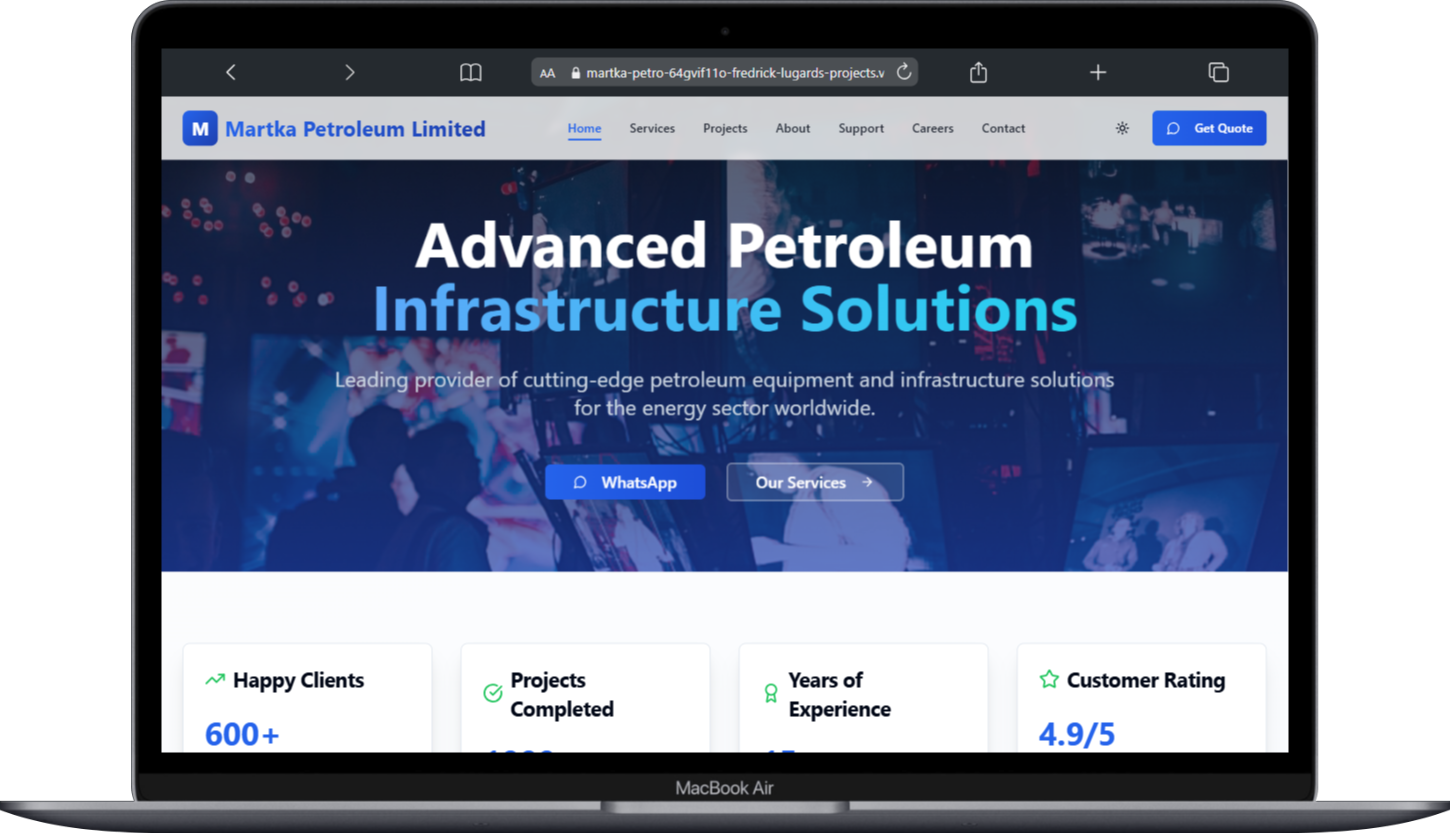 AA martka-petro-64gvif11o-fredrick-lugards-projects.v
M Martka Petroleum Limited
Home Services Projects About Support Careers Contact
Get Quote
Advanced Petroleum
Infrastructure Solutions
Leading provider of cutting-edge petroleum equipment and infrastructure solutions
for the energy sector worldwide.
WhatsApp Our Services
Happy Clients
600+
Projects
Completed
Years of
Experience
Customer Rating
4.9/5
MacBook Air